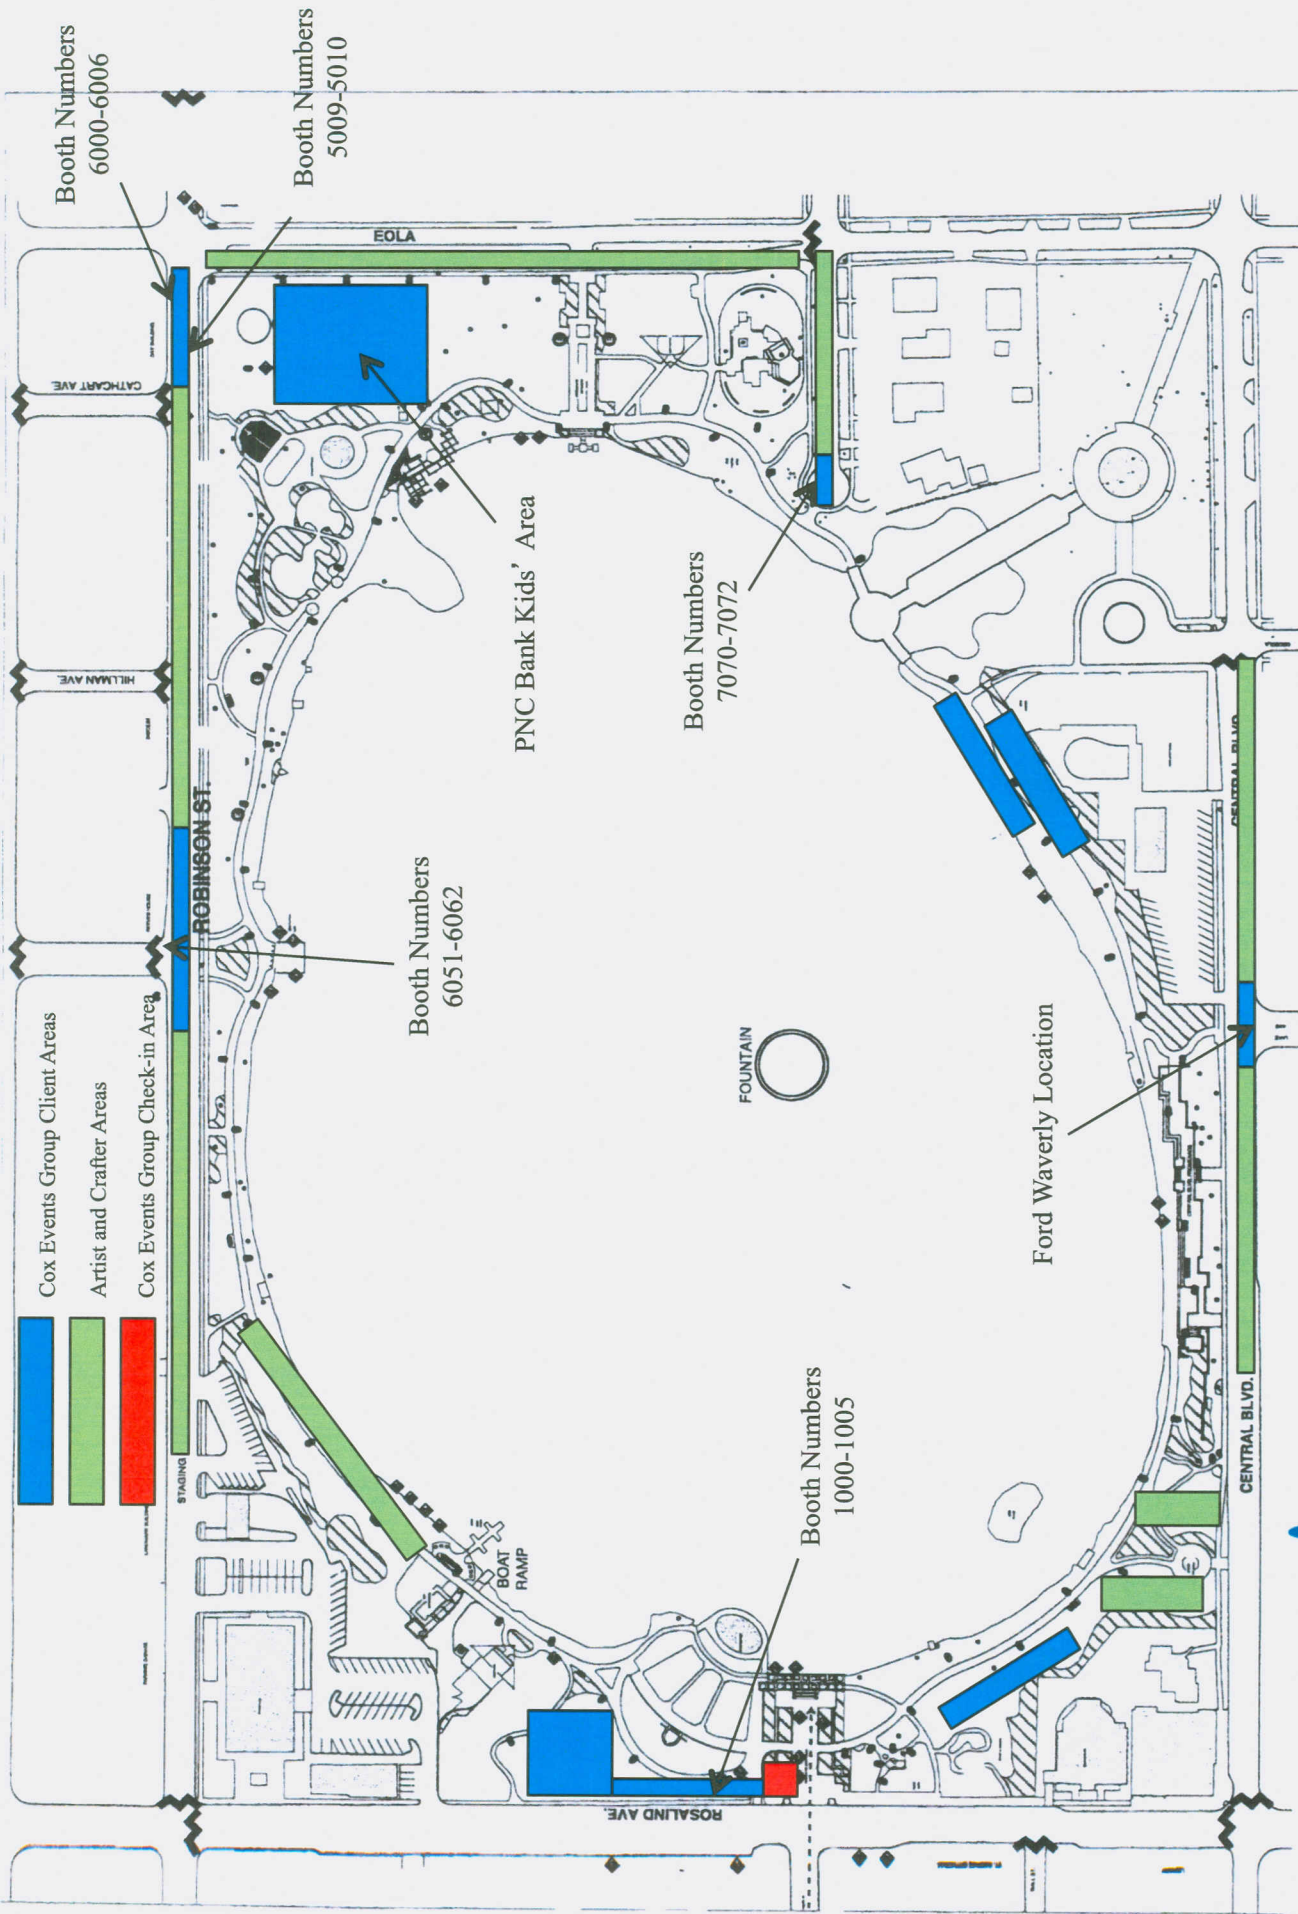 Cox Events Group Client Areas
Artist and Crafter Areas
Cox Events Group Check-in Area
Booth Numbers
6000-6006
Booth Numbers
5009-5010
EOLA
CATHCART AVE.
HILLMAN AVE.
ROBINSON ST.
STAGING
PNC Bank Kids' Area
Booth Numbers
7070-7072
Booth Numbers
6051-6062
FOUNTAIN
Ford Waverly Location
BOAT
RAMP
Booth Numbers
1000-1005
ROSALIND AVE.
CENTRAL BLVD.
CENTRAL BLVD.